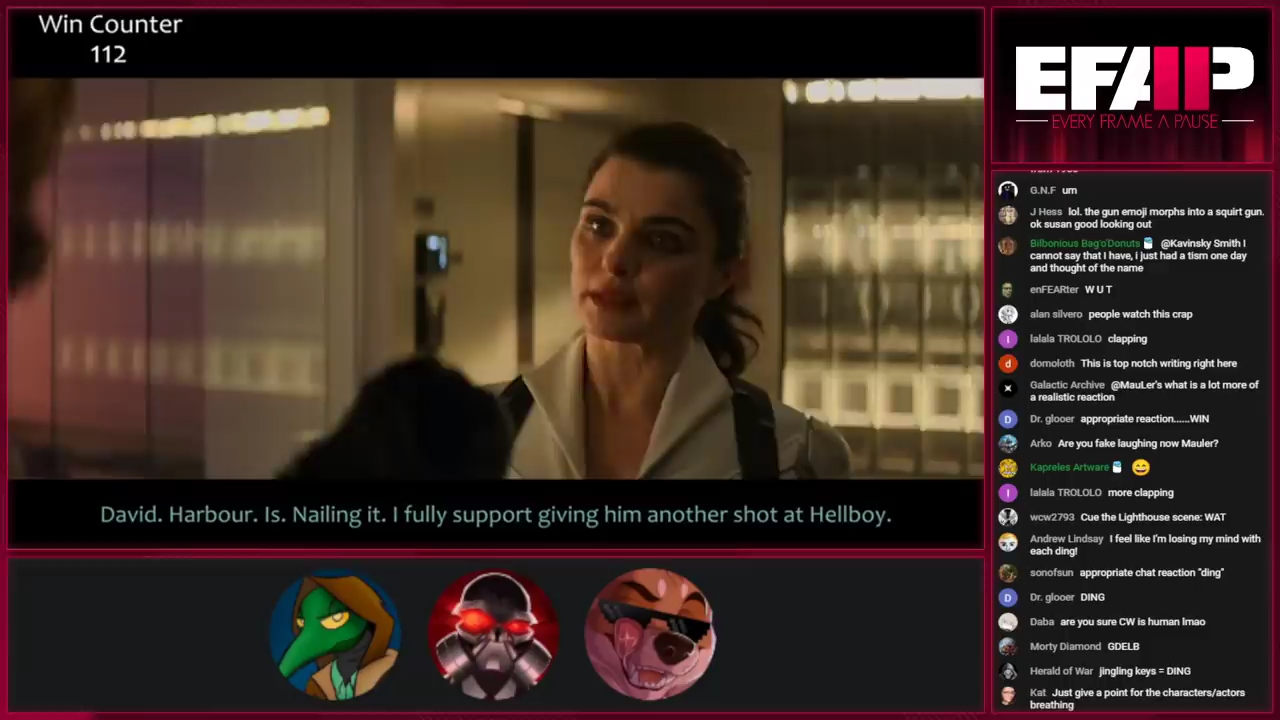 Win Counter
112
David. Harbour. Is. Nailing it. I fully support giving him another shot at Hellboy.
EFAP
EVERY FRAME A PAUSE
G.N.F um
J Hess lol. the gun emoji morphs into a squirt gun.
ok susan good looking out
Bilbonious Bag'o'Donuts @Kavinsky Smith I
cannot say that I have, i just had a tism one day
and thought of the name
enFEARter W U T
alan silvero people watch this crap
lalala TROLOLO clapping
domoloth This is top notch writing right here
Galactic Archive @MauLer's what is a lot more of
a realistic reaction
Dr. glooer appropriate reaction......WIN
Arko Are you fake laughing now Mauler?
Kapreles Artware
lalala TROLOLO more clapping
wcw2793 Cue the Lighthouse scene: WAT
Andrew Lindsay I feel like I'm losing my mind with
each ding!
sonofsun appropriate chat reaction "ding"
Dr. glooer DING
Daba are you sure CW is human lmao
Morty Diamond GDELB
Herald of War jingling keys = DING
Kat Just give a point for the characters/actors
breathing